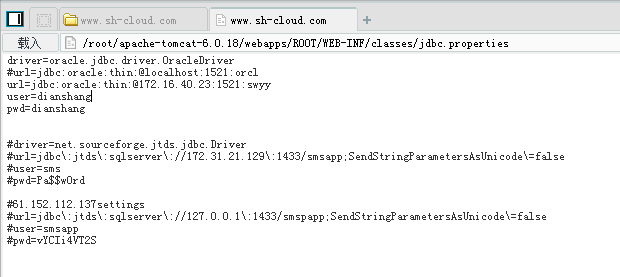 www.sh-cloud.com
www.sh-cloud.com
载入
/root/apache-tomcat-6.0.18/webapps/ROOT/WEB-INF/classes/jdbc.properties
driver=oracle.jdbc.driver.OracleDriver
#url=jdbc:oracle:thin:@localhost:1521:orcl
url=jdbc:oracle:thin:@172.16.40.23:1521:swyy
user=dianshang
pwd=dianshang
#driver=net.sourceforge.jtds.jdbc.Driver
#url=jdbc\:jtds\:sqlserver\://172.31.21.129\:1433/smsapp;SendStringParametersAsUnicode\=false
#user=sms
#pwd=Pa$$w0rd
#61.152.112.137settings
#url=jdbc\:jtds\:sqlserver\://127.0.0.1\:1433/smspapp;SendStringParametersAsUnicode\=false
#user=smsapp
#pwd=vYCIi4VT2S